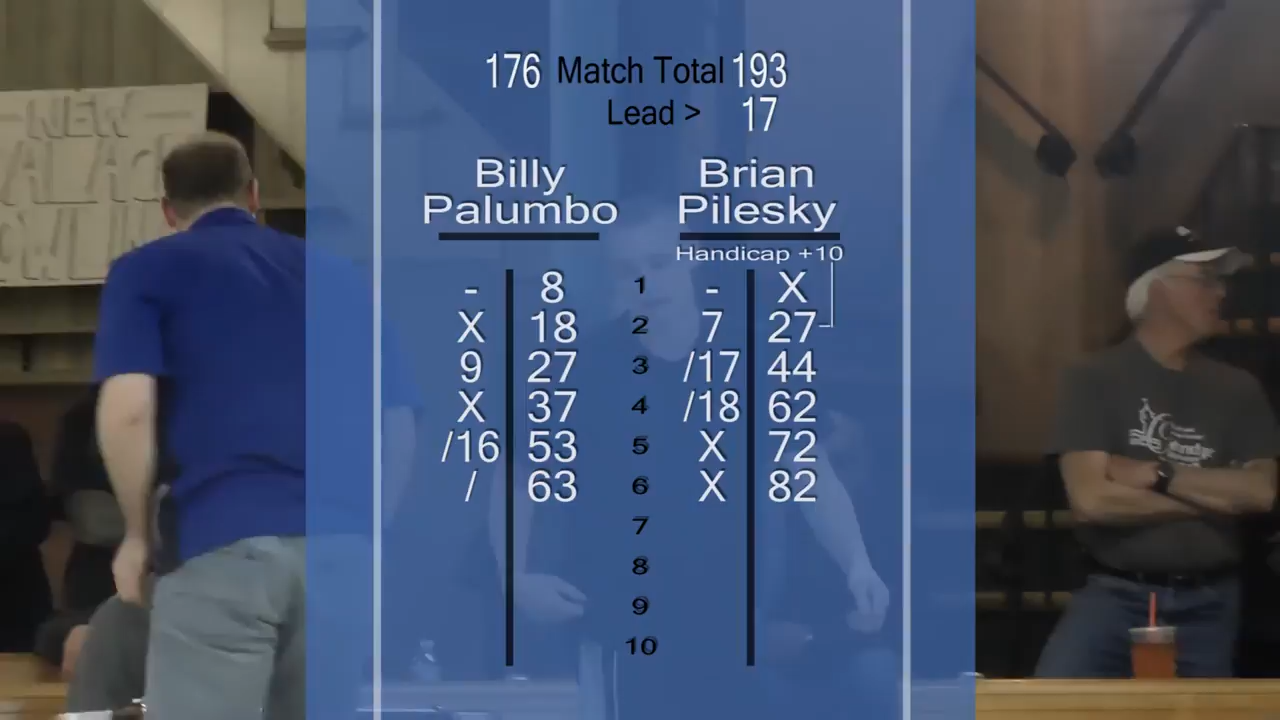 176 Match Total 193
Lead > 17
Billy Brian
Palumbo Pilesky
Handicap +10
- 8 1 - X
X 18 2 7 27
9 27 3 /17 44
X 37 4 /18 62
/16 53 5 X 72
/ 63 6 X 82
7
8
9
10
NEW